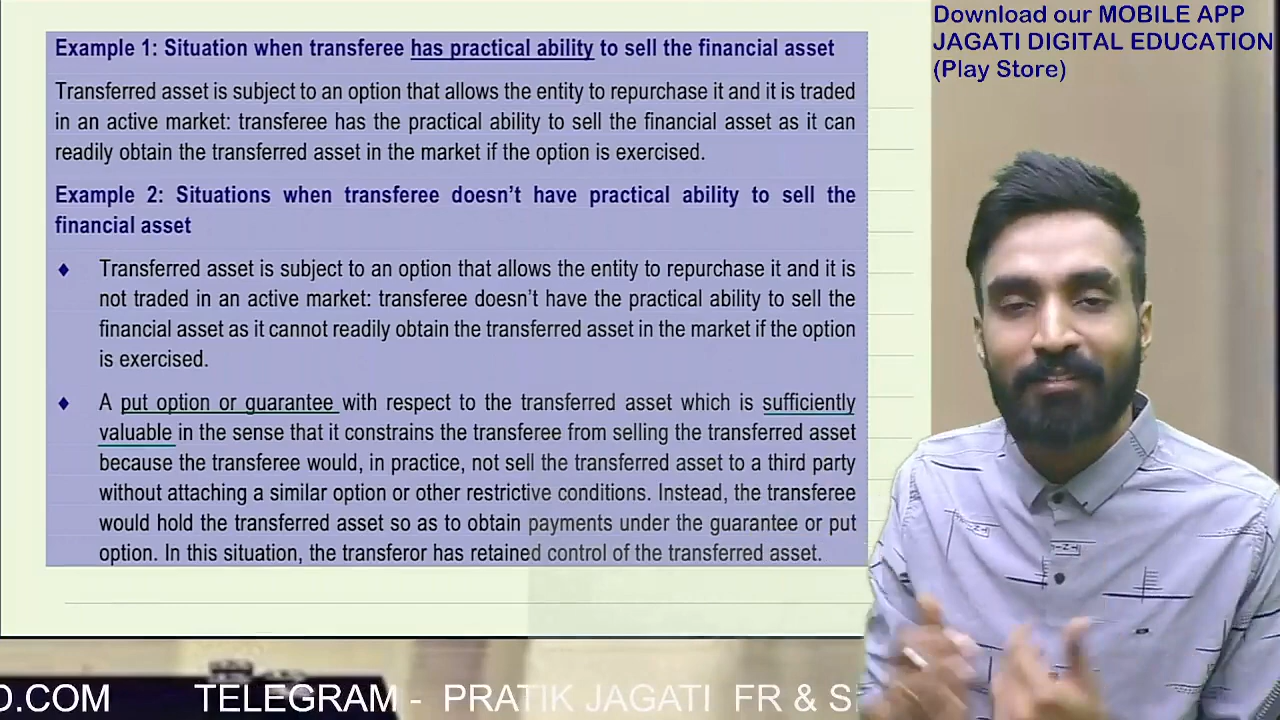 Example 1: Situation when transferee has practical ability to sell the financial asset
Transferred asset is subject to an option that allows the entity to repurchase it and it is traded
in an active market: transferee has the practical ability to sell the financial asset as it can
readily obtain the transferred asset in the market if the option is exercised.
Example 2: Situations when transferee doesn’t have practical ability to sell the
financial asset
♦ Transferred asset is subject to an option that allows the entity to repurchase it and it is
not traded in an active market: transferee doesn’t have the practical ability to sell the
financial asset as it cannot readily obtain the transferred asset in the market if the option
is exercised.
♦ A put option or guarantee with respect to the transferred asset which is sufficiently
valuable in the sense that it constrains the transferee from selling the transferred asset
because the transferee would, in practice, not sell the transferred asset to a third party
without attaching a similar option or other restrictive conditions. Instead, the transferee
would hold the transferred asset so as to obtain payments under the guarantee or put
option. In this situation, the transferor has retained control of the transferred asset.
Download our MOBILE APP
JAGATI DIGITAL EDUCATION
(Play Store)
.COM TELEGRAM - PRATIK JAGATI FR &